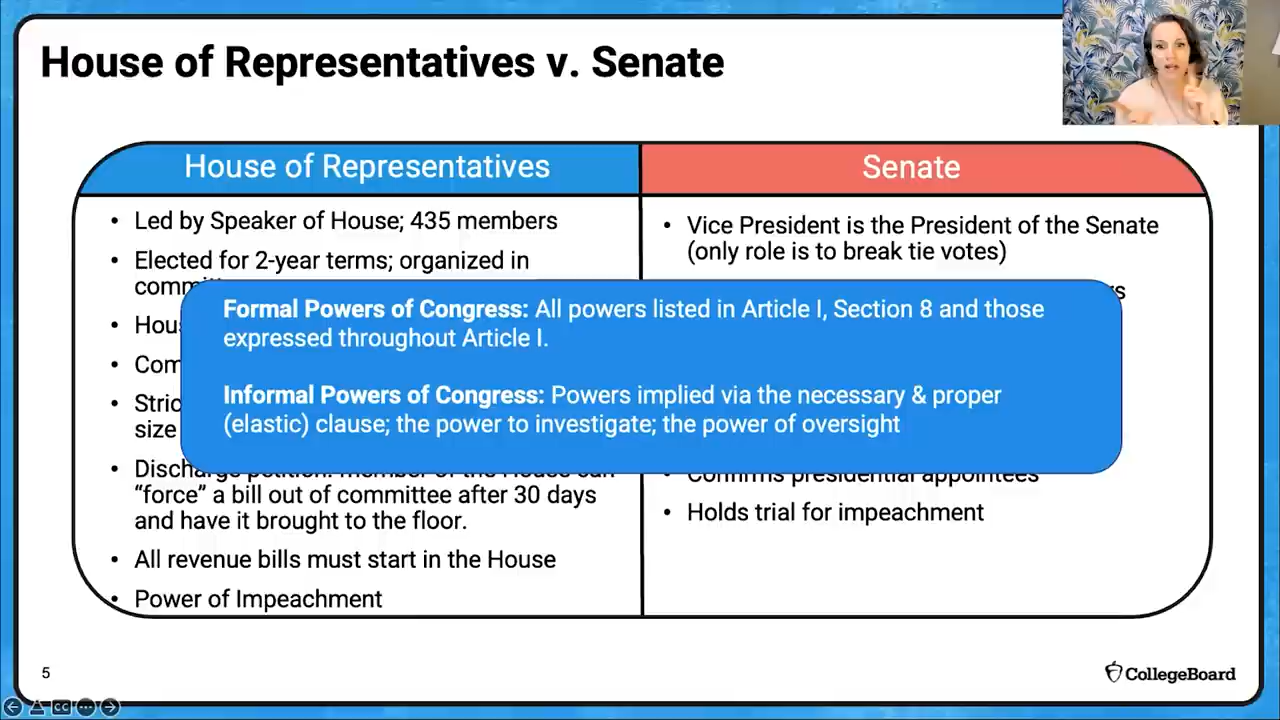 House of Representatives v. Senate
House of Representatives
Senate
• Led by Speaker of House; 435 members
• Elected for 2-year terms; organized in
• Vice President is the President of the Senate
(only role is to break tie votes)
Formal Powers of Congress: All powers listed in Article I, Section 8 and those
expressed throughout Article I.
Informal Powers of Congress: Powers implied via the necessary & proper
(elastic) clause; the power to investigate; the power of oversight
size
"force" a bill out of committee after 30 days
and have it brought to the floor.
• All revenue bills must start in the House
• Power of Impeachment
• Confirms presidential appointees
• Holds trial for impeachment
5
CollegeBoard
CC